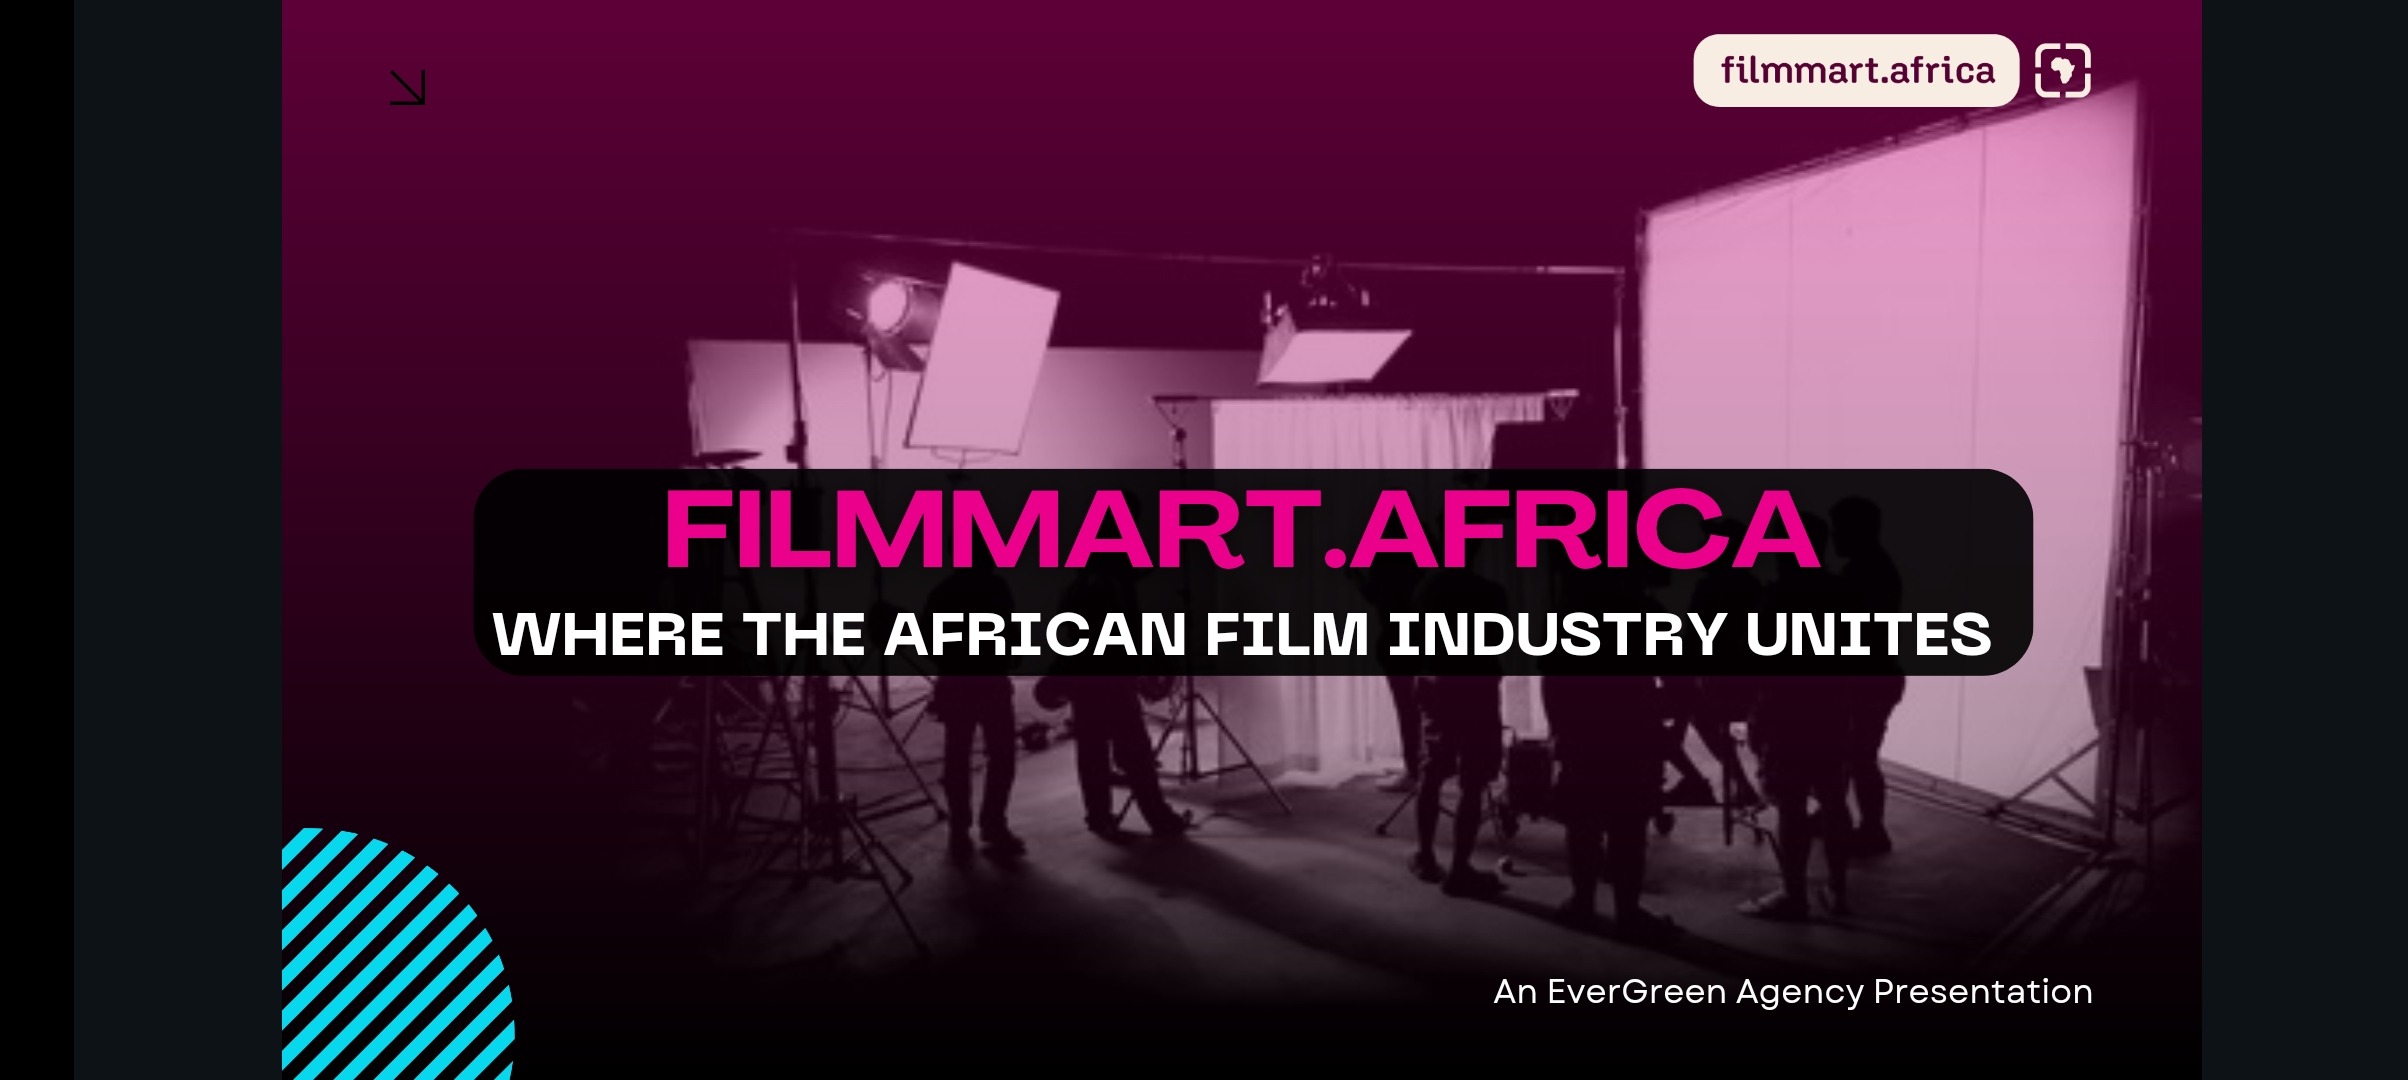 filmmart.africa
FILMMART.AFRICA
WHERE THE AFRICAN FILM INDUSTRY UNITES
An EverGreen Agency Presentation